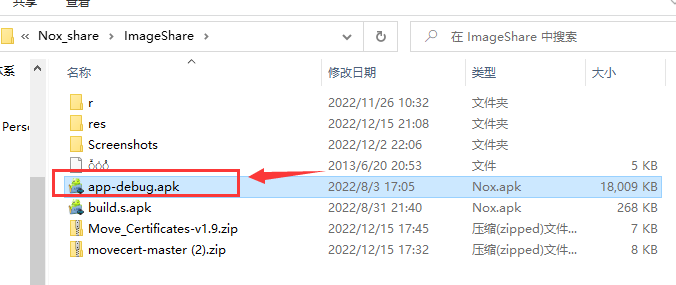 共享 查看
Nox_share > ImageShare >
在 ImageShare 中搜索
本系 名称 修改日期 类型 大小
r 2022/11/26 10:32 文件夹
res 2022/12/15 21:08 文件夹
Pers Screenshots 2022/12/2 22:06 文件夹
2013/6/20 20:53 文件 5 KB
app-debug.apk 2022/8/3 17:05 Nox.apk 18,009 KB
build.s.apk 2022/8/31 21:40 Nox.apk 268 KB
Move_Certificates-v1.9.zip 2022/12/15 17:45 压缩(zipped)文件... 7 KB
movecert-master (2).zip 2022/12/15 17:32 压缩(zipped)文件... 8 KB